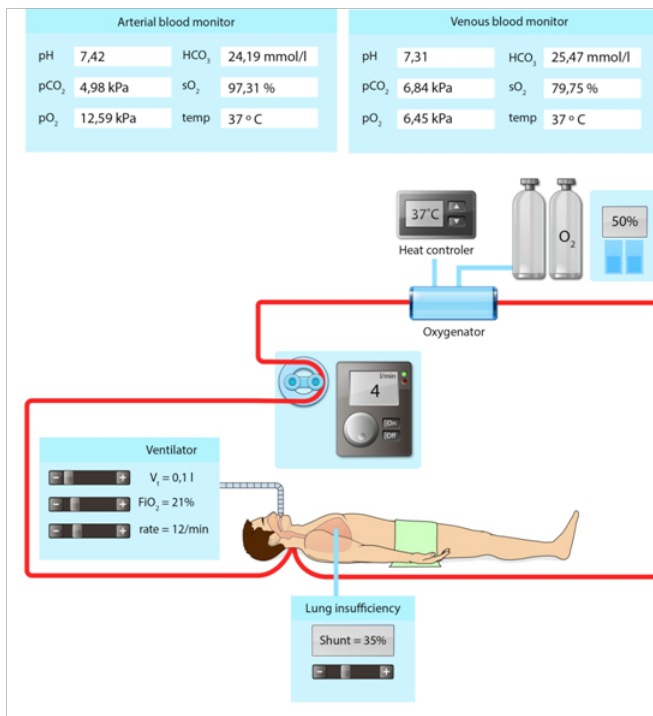 Arterial blood monitor
pH 7,42 HCO₃ 24,19 mmol/l
pCO₂ 4,98 kPa sO₂ 97,31 %
pO₂ 12,59 kPa temp 37 º C
Venous blood monitor
pH 7,31 HCO₃ 25,47 mmol/l
pCO₂ 6,84 kPa sO₂ 79,75 %
pO₂ 6,45 kPa temp 37 º C
37°C
Heat controler
O₂
50%
Oxygenator
l/min
4
On
Off
Ventilator
- + V₁ = 0,1 l
- + FiO₂ = 21%
- + rate = 12/min
Lung insufficiency
Shunt = 35%
- +